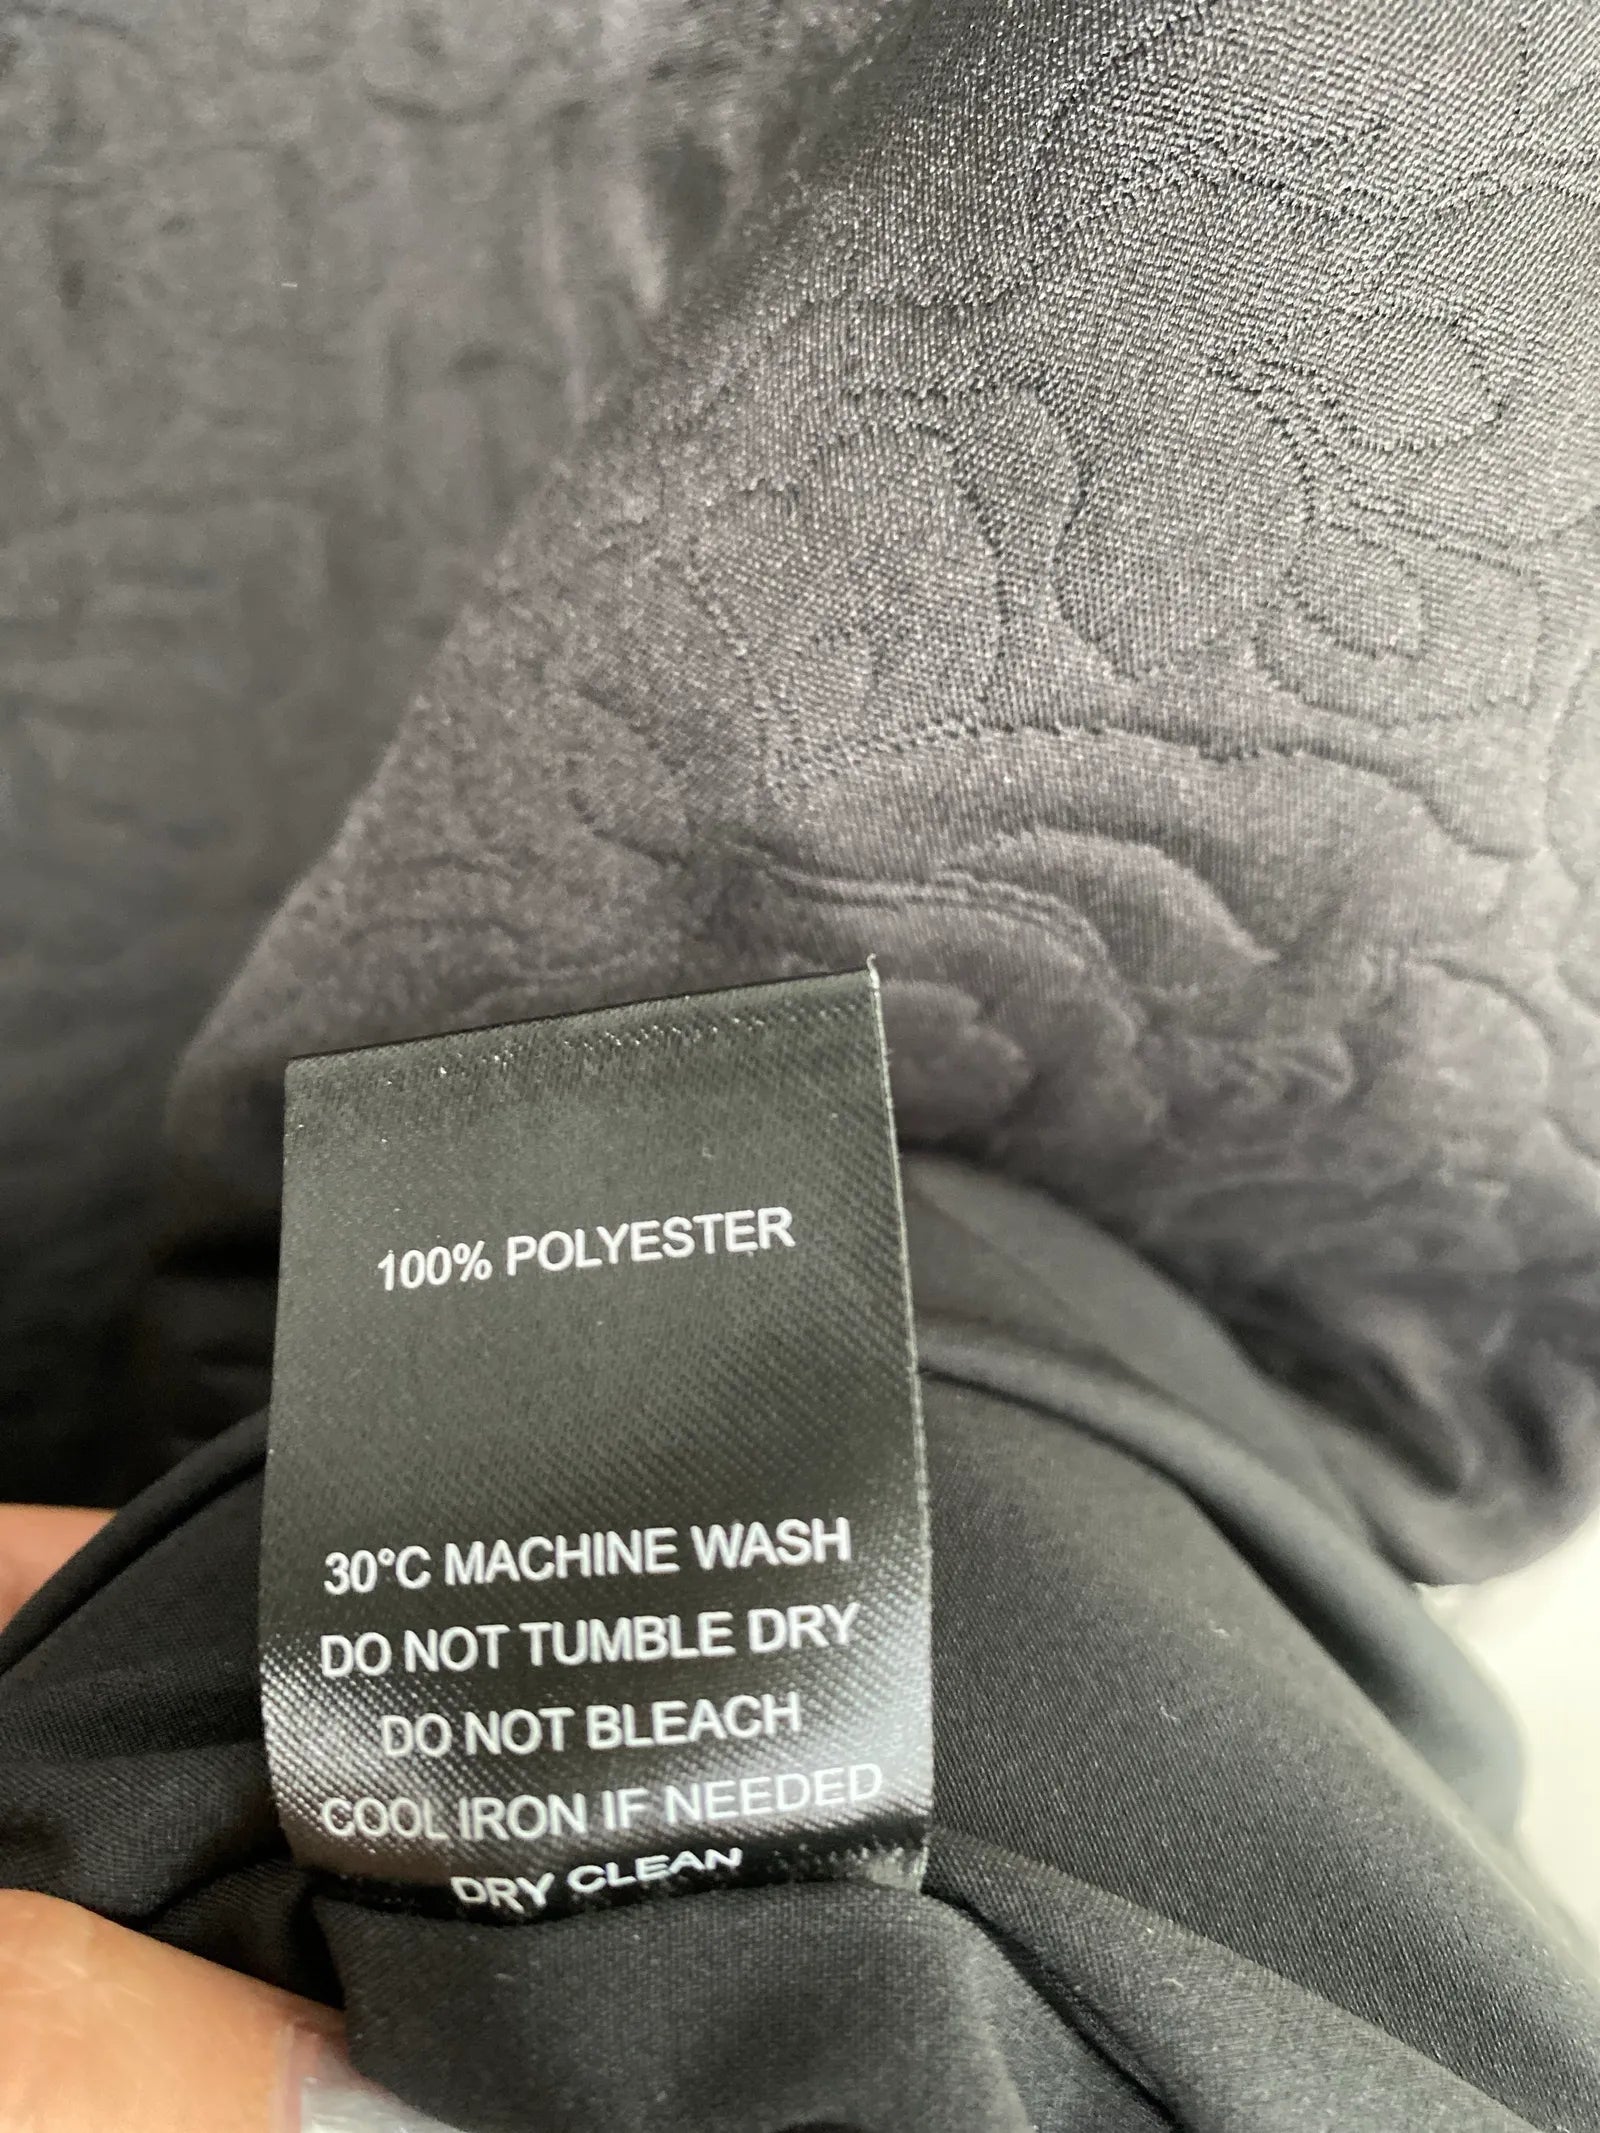 100% POLYESTER
30°C MACHINE WASH
DO NOT TUMBLE DRY
DO NOT BLEACH
COOL IRON IF NEEDED
DRY CLEAN